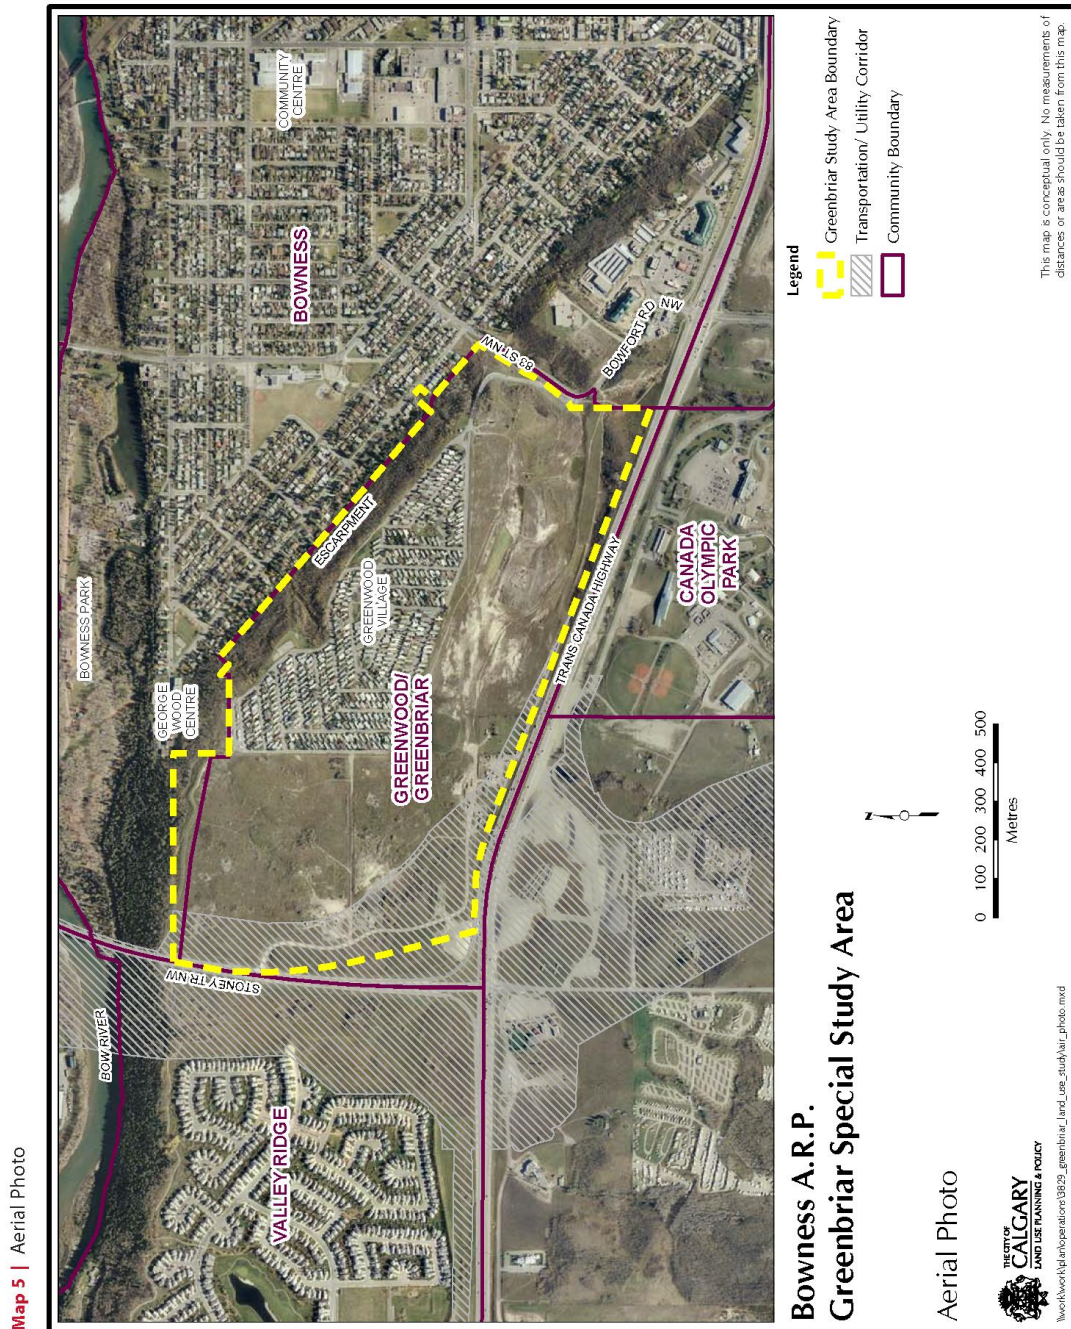 Map 5 | Aerial Photo
BOW RIVER
BOWNESS PARK
STONEY TR NW
GEORGE
WOOD
CENTRE
COMMUNITY
CENTRE
VALLEY RIDGE
BOWNESS
ESCARPMENT
GREENWOOD
VILLAGE
GREENWOOD/
GREENBRIAR
83 ST NW
BOWFORT RD
NW
TRANS CANADA HIGHWAY
CANADA
OLYMPIC
PARK
Bowness A.R.P.
Greenbriar Special Study Area
Aerial Photo
THE CITY OF
CALGARY
LAND USE PLANNING & POLICY
\\work\work\plan\operations\3829_greenbriar_land_use_study\air_photo.mxd
N
0 100 200 300 400 500
Metres
Legend
Greenbriar Study Area Boundary
Transportation/ Utility Corridor
Community Boundary
This map is conceptual only. No measurements of
distances or areas should be taken from this map.